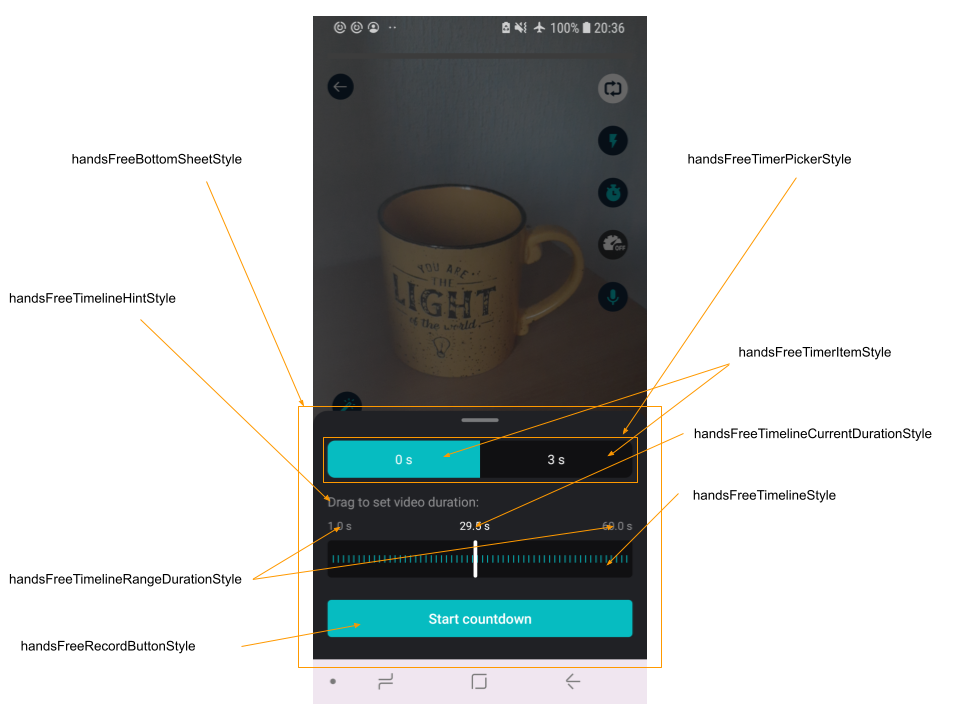 100% 20:36
handsFreeBottomSheetStyle
handsFreeTimerPickerStyle
OFF
YOU ARE
THE
LIGHT
of the world.
handsFreeTimelineHintStyle
handsFreeTimerItemStyle
handsFreeTimelineCurrentDurationStyle
0 s
3 s
handsFreeTimelineStyle
Drag to set video duration:
1.0 s
29.5 s
60.0 s
handsFreeTimelineRangeDurationStyle
Start countdown
handsFreeRecordButtonStyle